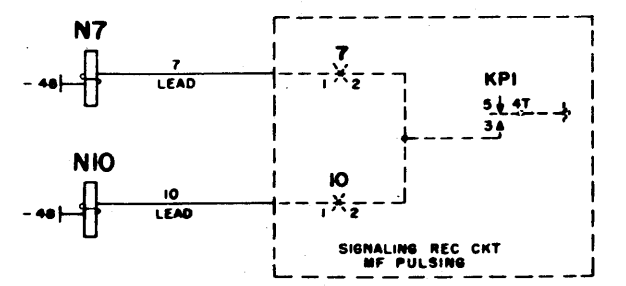 N7
-48
7
LEAD
7
1 2
KP1
5 4T
3
N10
-48
10
LEAD
10
1 2
SIGNALING REC CKT
MF PULSING